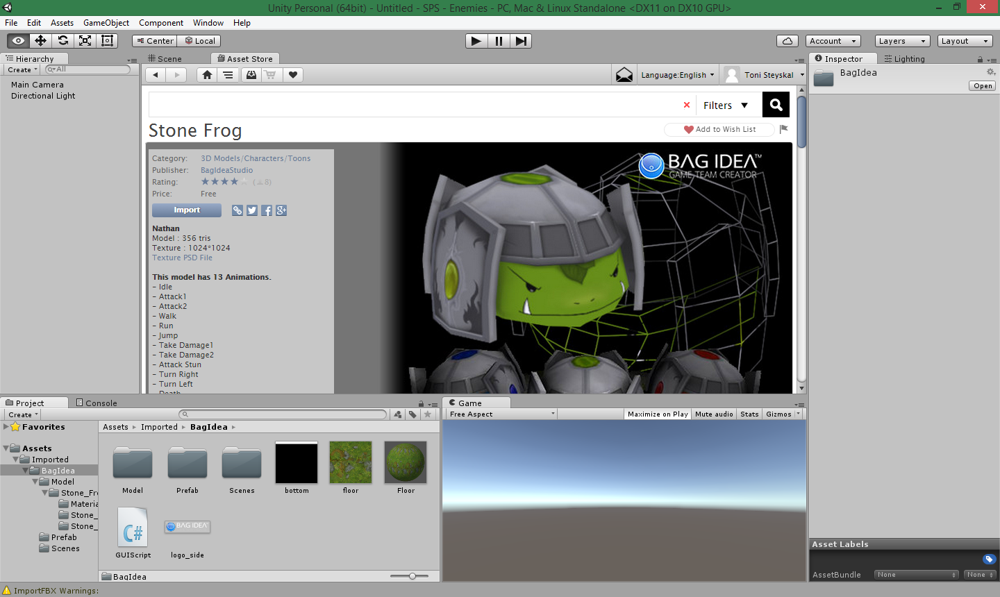 Unity Personal (64bit) - Untitled - SPS - Enemies - PC, Mac & Linux Standalone <DX11 on DX10 GPU>
File Edit Assets GameObject Component Window Help
Center Local Account Layers Layout
Hierarchy
Create All
Main Camera
Directional Light
Scene Asset Store
Language:English Toni Steyskal
Filters
Stone Frog
Add to Wish List
Category: 3D Models/Characters/Toons
Publisher: BagIdeaStudio
Rating: (8)
Price: Free
Import
Nathan
Model : 356 tris
Texture : 1024*1024
Texture PSD File
This model has 13 Animations.
- Idle
- Attack1
- Attack2
- Walk
- Run
- Jump
- Take Damage1
- Take Damage2
- Attack Stun
- Turn Right
- Turn Left
- Death
BAG IDEA™
GAME TEAM CREATOR
Inspector Lighting
BagIdea
Open
Project Console
Create
Favorites
Assets
Imported
BagIdea
Model
Stone_Fr
Materia
Stone_
Stone_
Prefab
Scenes
Assets Imported BagIdea
Model Prefab Scenes bottom floor Floor
C#
BAG IDEA
GUIScript logo_side
BagIdea
Game
Free Aspect Maximize on Play Mute audio Stats Gizmos
Asset Labels
AssetBundle None None
ImportFBX Warnings: